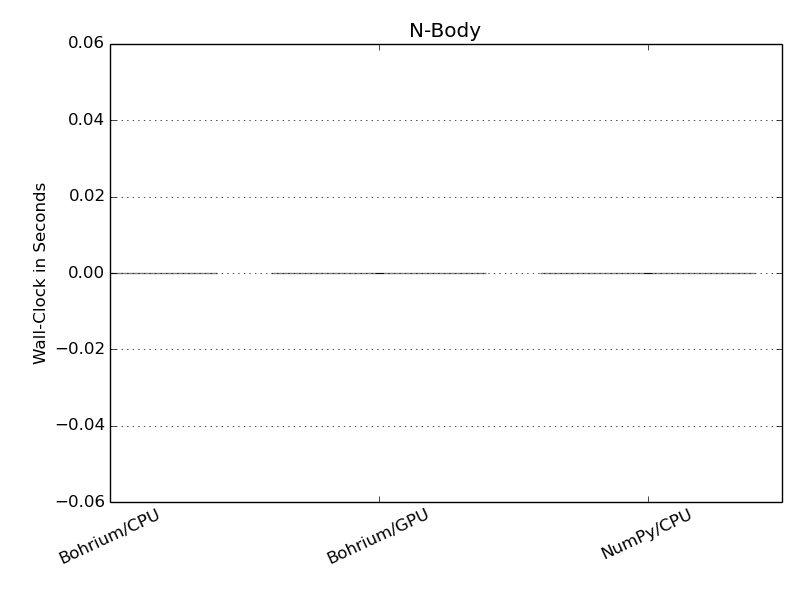 N-Body
0.06
0.04
0.02
0.00
−0.02
−0.04
−0.06
Wall-Clock in Seconds
Bohrium/CPU
Bohrium/GPU
NumPy/CPU